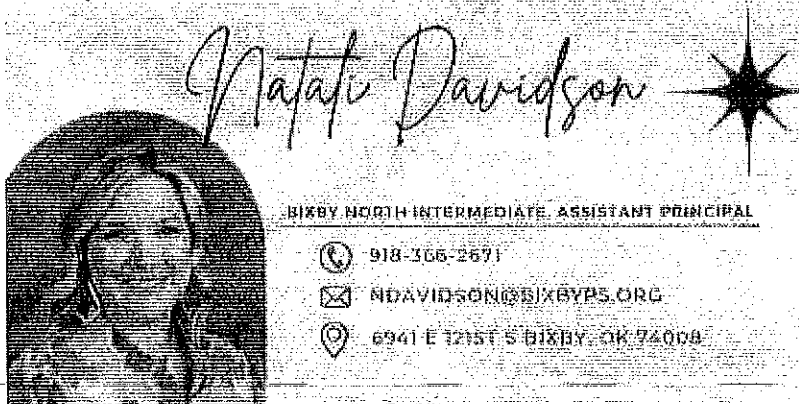 Natali Davidson
BIXBY NORTH INTERMEDIATE, ASSISTANT PRINCIPAL
918-366-2671
NDAVIDSON@BIXBYPS.ORG
6941 E 121ST S BIXBY, OK 74008